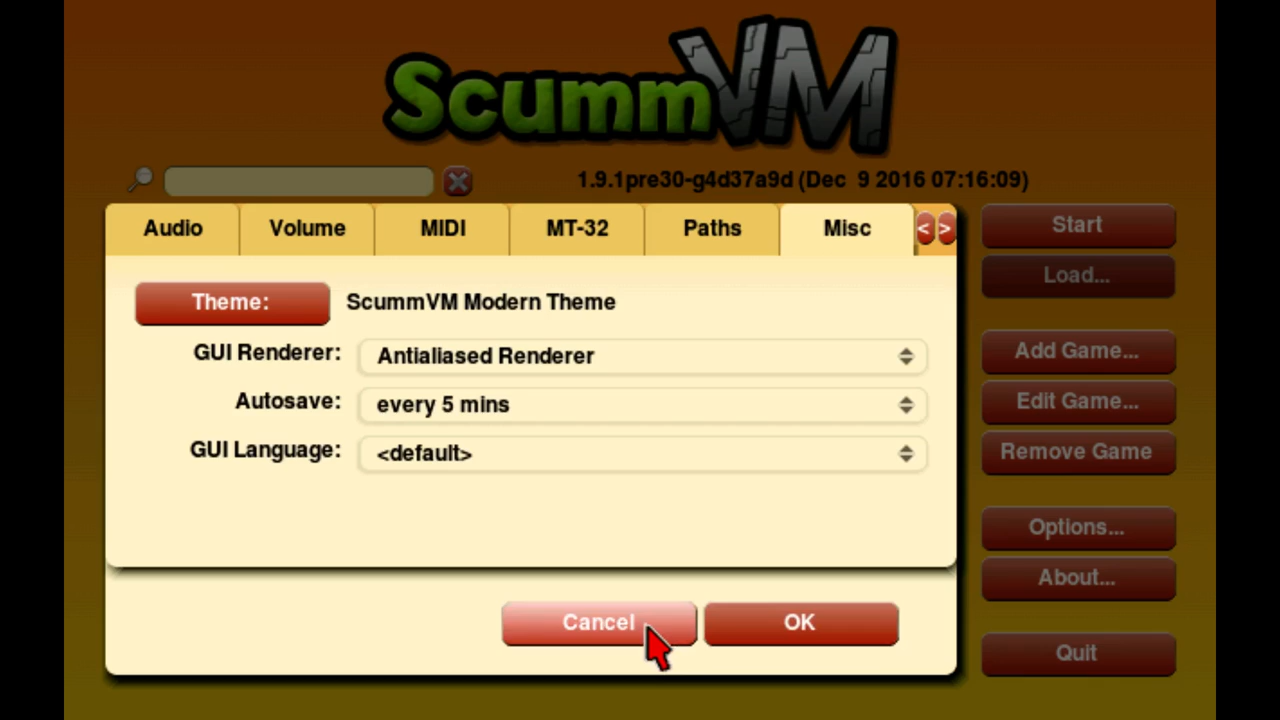 ScummVM
1.9.1pre30-g4d37a9d (Dec 9 2016 07:16:09)
Audio Volume MIDI MT-32 Paths Misc < >
Theme: ScummVM Modern Theme
GUI Renderer: Antialiased Renderer
Autosave: every 5 mins
GUI Language: <default>
Cancel OK
Start
Load...
Add Game...
Edit Game...
Remove Game
Options...
About...
Quit